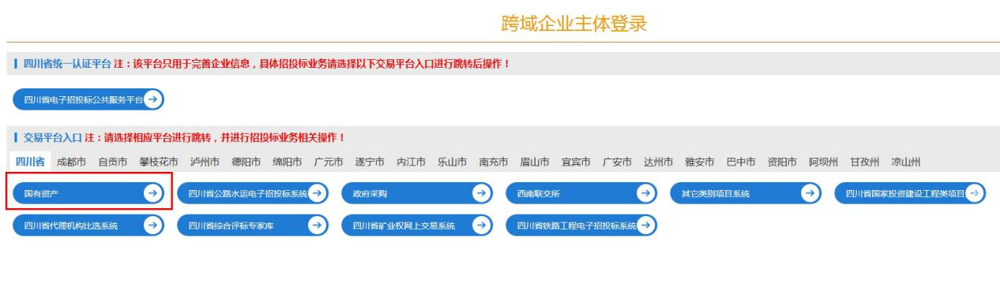 跨域企业主体登录
四川省统一认证平台 注：该平台只用于完善企业信息，具体招投标业务请选择以下交易平台入口进行跳转后操作！
四川省电子招投标公共服务平台
交易平台入口 注：请选择相应平台进行跳转，并进行招投标业务相关操作！
四川省 成都市 自贡市 攀枝花市 泸州市 德阳市 绵阳市 广元市 遂宁市 内江市 乐山市 南充市 眉山市 宜宾市 广安市 达州市 雅安市 巴中市 资阳市 阿坝州 甘孜州 凉山州
国有资产 四川省公路水运电子招投标系统 政府采购 西南联交所 其它类别项目系统 四川省国家投资建设工程类项目
四川省代理机构比选系统 四川省综合评标专家库 四川省矿业权网上交易系统 四川省铁路工程电子招投标系统